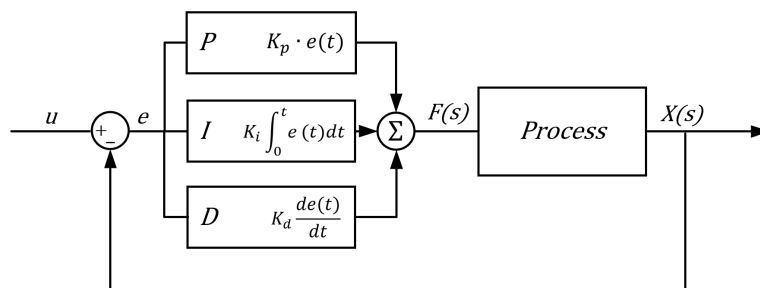 P K_p · e(t)
u
+
−
e
I K_i ∫_0^t e (t)dt
Σ
F(s)
Process
X(s)
D K_d de(t)/dt